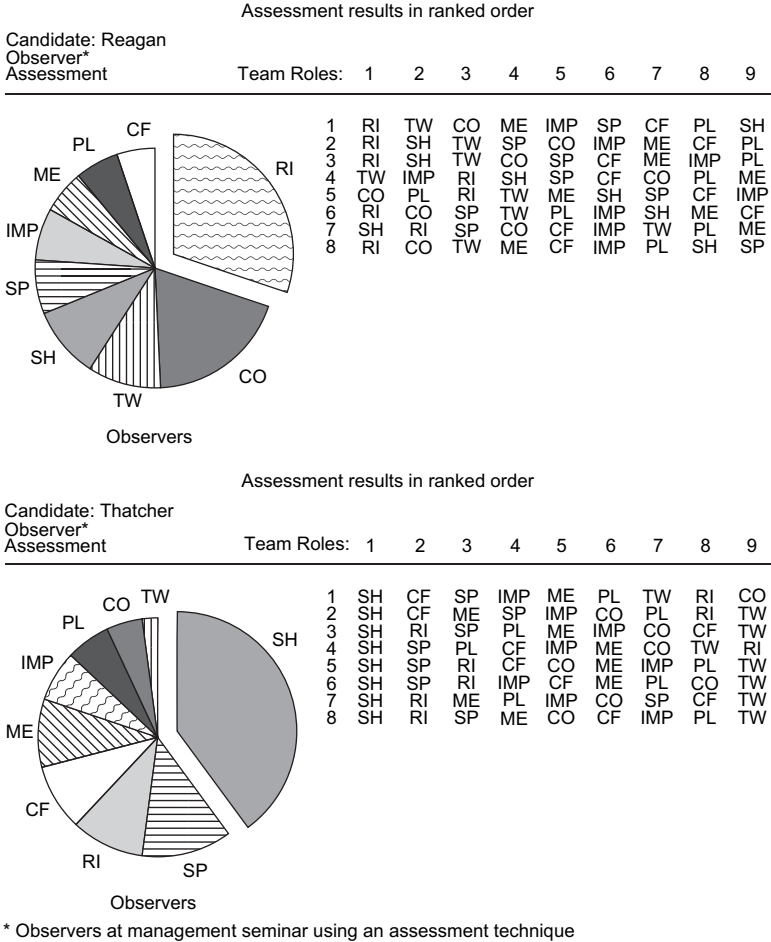 Assessment results in ranked order
Candidate: Reagan
Observer*
Assessment Team Roles: 1 2 3 4 5 6 7 8 9
1 RI TW CO ME IMP SP CF PL SH
2 RI SH TW SP CO IMP ME CF PL
3 RI SH TW CO SP CF ME IMP PL
4 TW IMP RI SH SP CF CO PL ME
5 CO PL RI TW ME SH SP CF IMP
6 RI CO SP TW PL IMP SH ME CF
7 SH RI SP CO CF IMP TW PL ME
8 RI CO TW ME CF IMP PL SH SP
CF
PL
RI
ME
IMP
SP
SH
CO
TW
Observers
Assessment results in ranked order
Candidate: Thatcher
Observer*
Assessment Team Roles: 1 2 3 4 5 6 7 8 9
1 SH CF SP IMP ME PL TW RI CO
2 SH CF ME SP IMP CO PL RI TW
3 SH RI SP PL ME IMP CO CF TW
4 SH SP PL CF IMP ME CO TW RI
5 SH SP RI CF CO ME IMP PL TW
6 SH SP RI IMP CF ME PL CO TW
7 SH RI ME PL IMP CO SP CF TW
8 SH RI SP ME CO CF IMP PL TW
TW
CO
PL
SH
IMP
ME
CF
RI
SP
Observers
* Observers at management seminar using an assessment technique